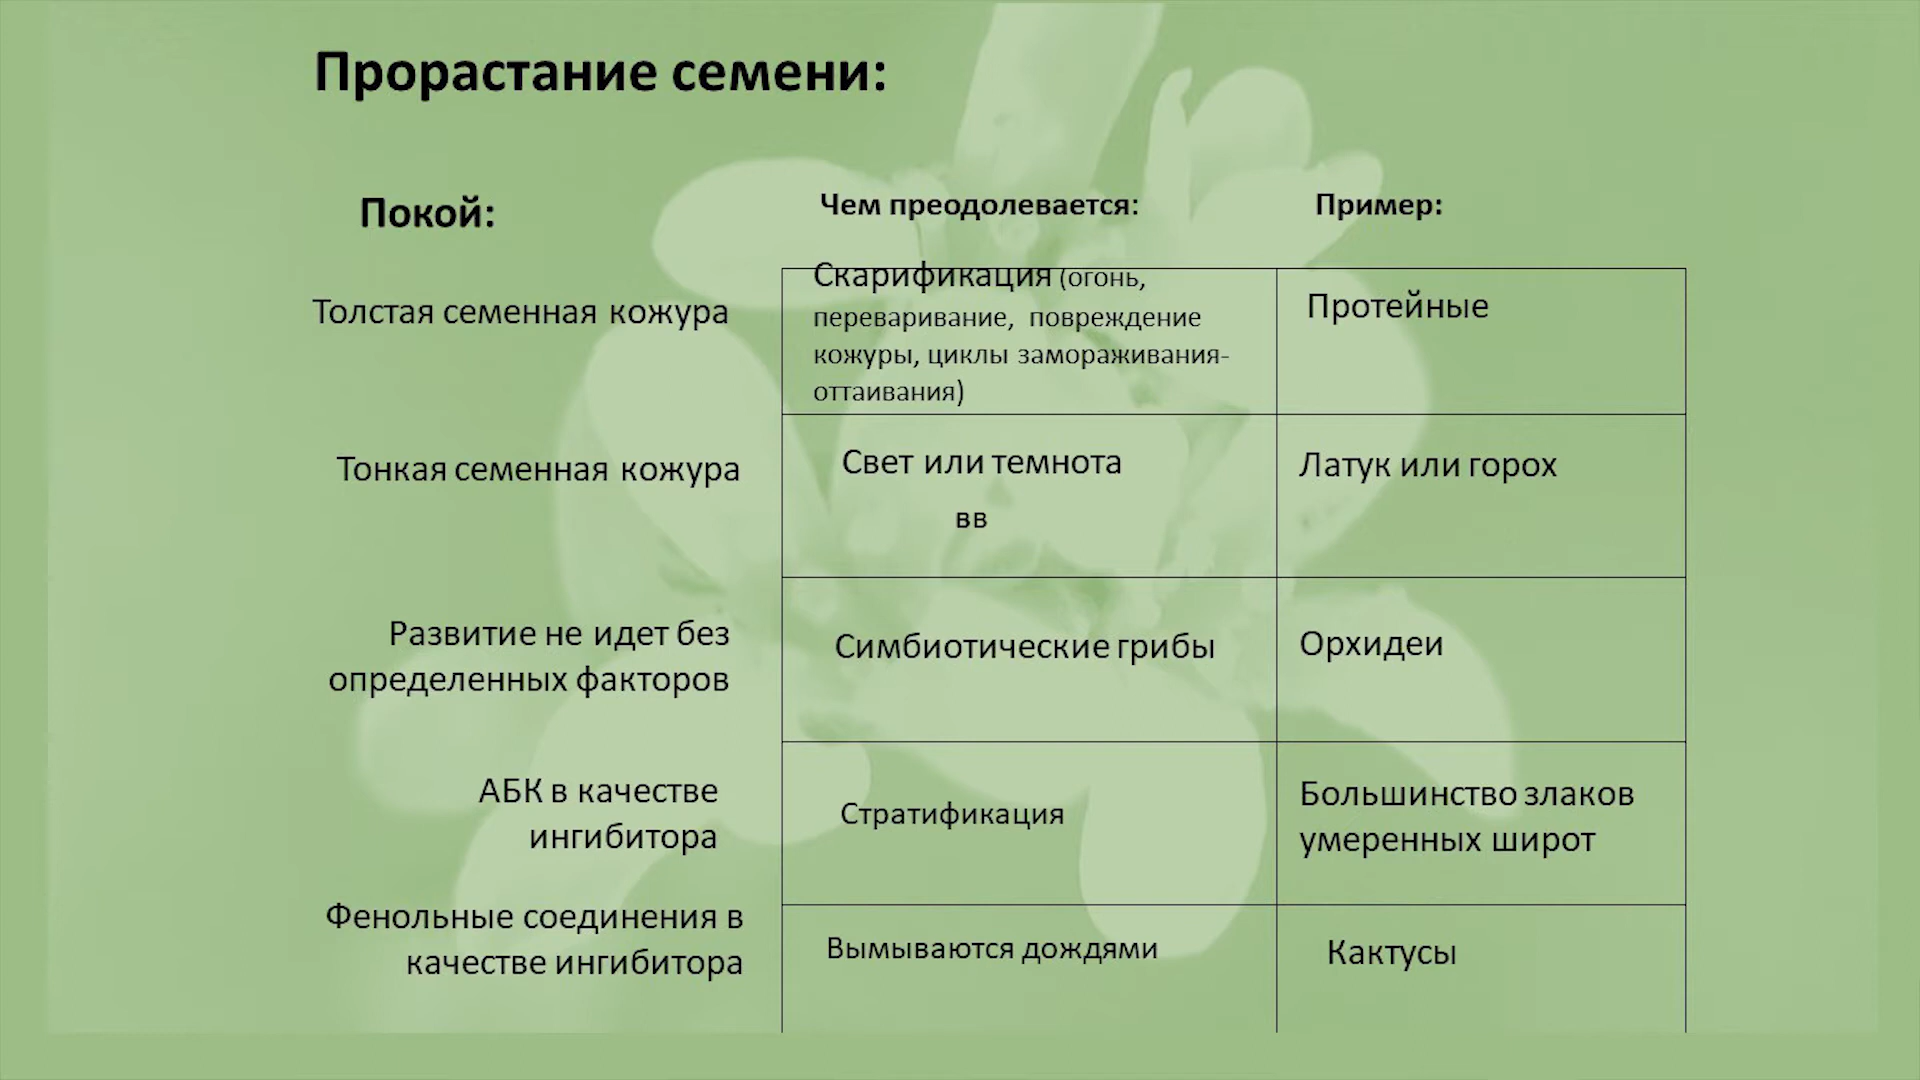 Прорастание семени:
Покой:
Чем преодолевается:
Пример:
Толстая семенная кожура
Скарификация (огонь,
переваривание, повреждение
кожуры, циклы замораживания-
оттаивания)
Протейные
Тонкая семенная кожура
Свет или темнота
вв
Латук или горох
Развитие не идет без
определенных факторов
Симбиотические грибы
Орхидеи
АБК в качестве
ингибитора
Стратификация
Большинство злаков
умеренных широт
Фенольные соединения в
качестве ингибитора
Вымываются дождями
Кактусы